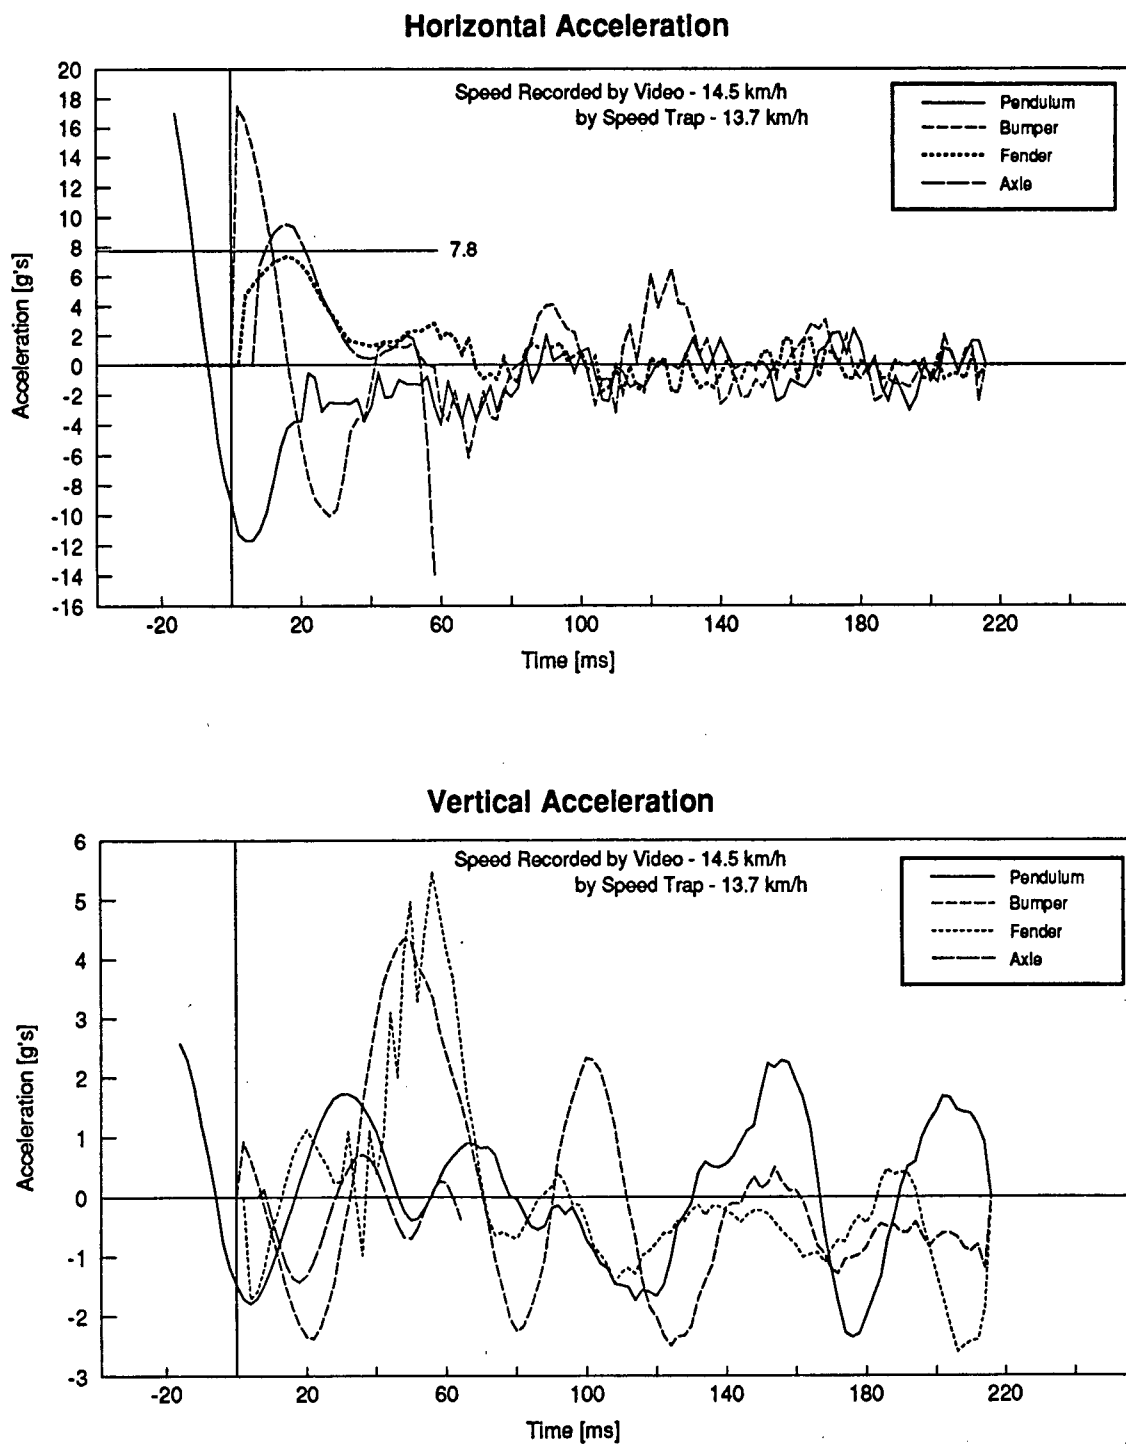 Horizontal Acceleration
Speed Recorded by Video - 14.5 km/h
by Speed Trap - 13.7 km/h
Pendulum
Bumper
Fender
Axle
7.8
Acceleration [g's]
20
18
16
14
12
10
8
6
4
2
0
-2
-4
-6
-8
-10
-12
-14
-16
-20
20
60
100
140
180
220
Time [ms]
Vertical Acceleration
Speed Recorded by Video - 14.5 km/h
by Speed Trap - 13.7 km/h
Pendulum
Bumper
Fender
Axle
Acceleration [g's]
6
5
4
3
2
1
0
-1
-2
-3
-20
20
60
100
140
180
220
Time [ms]